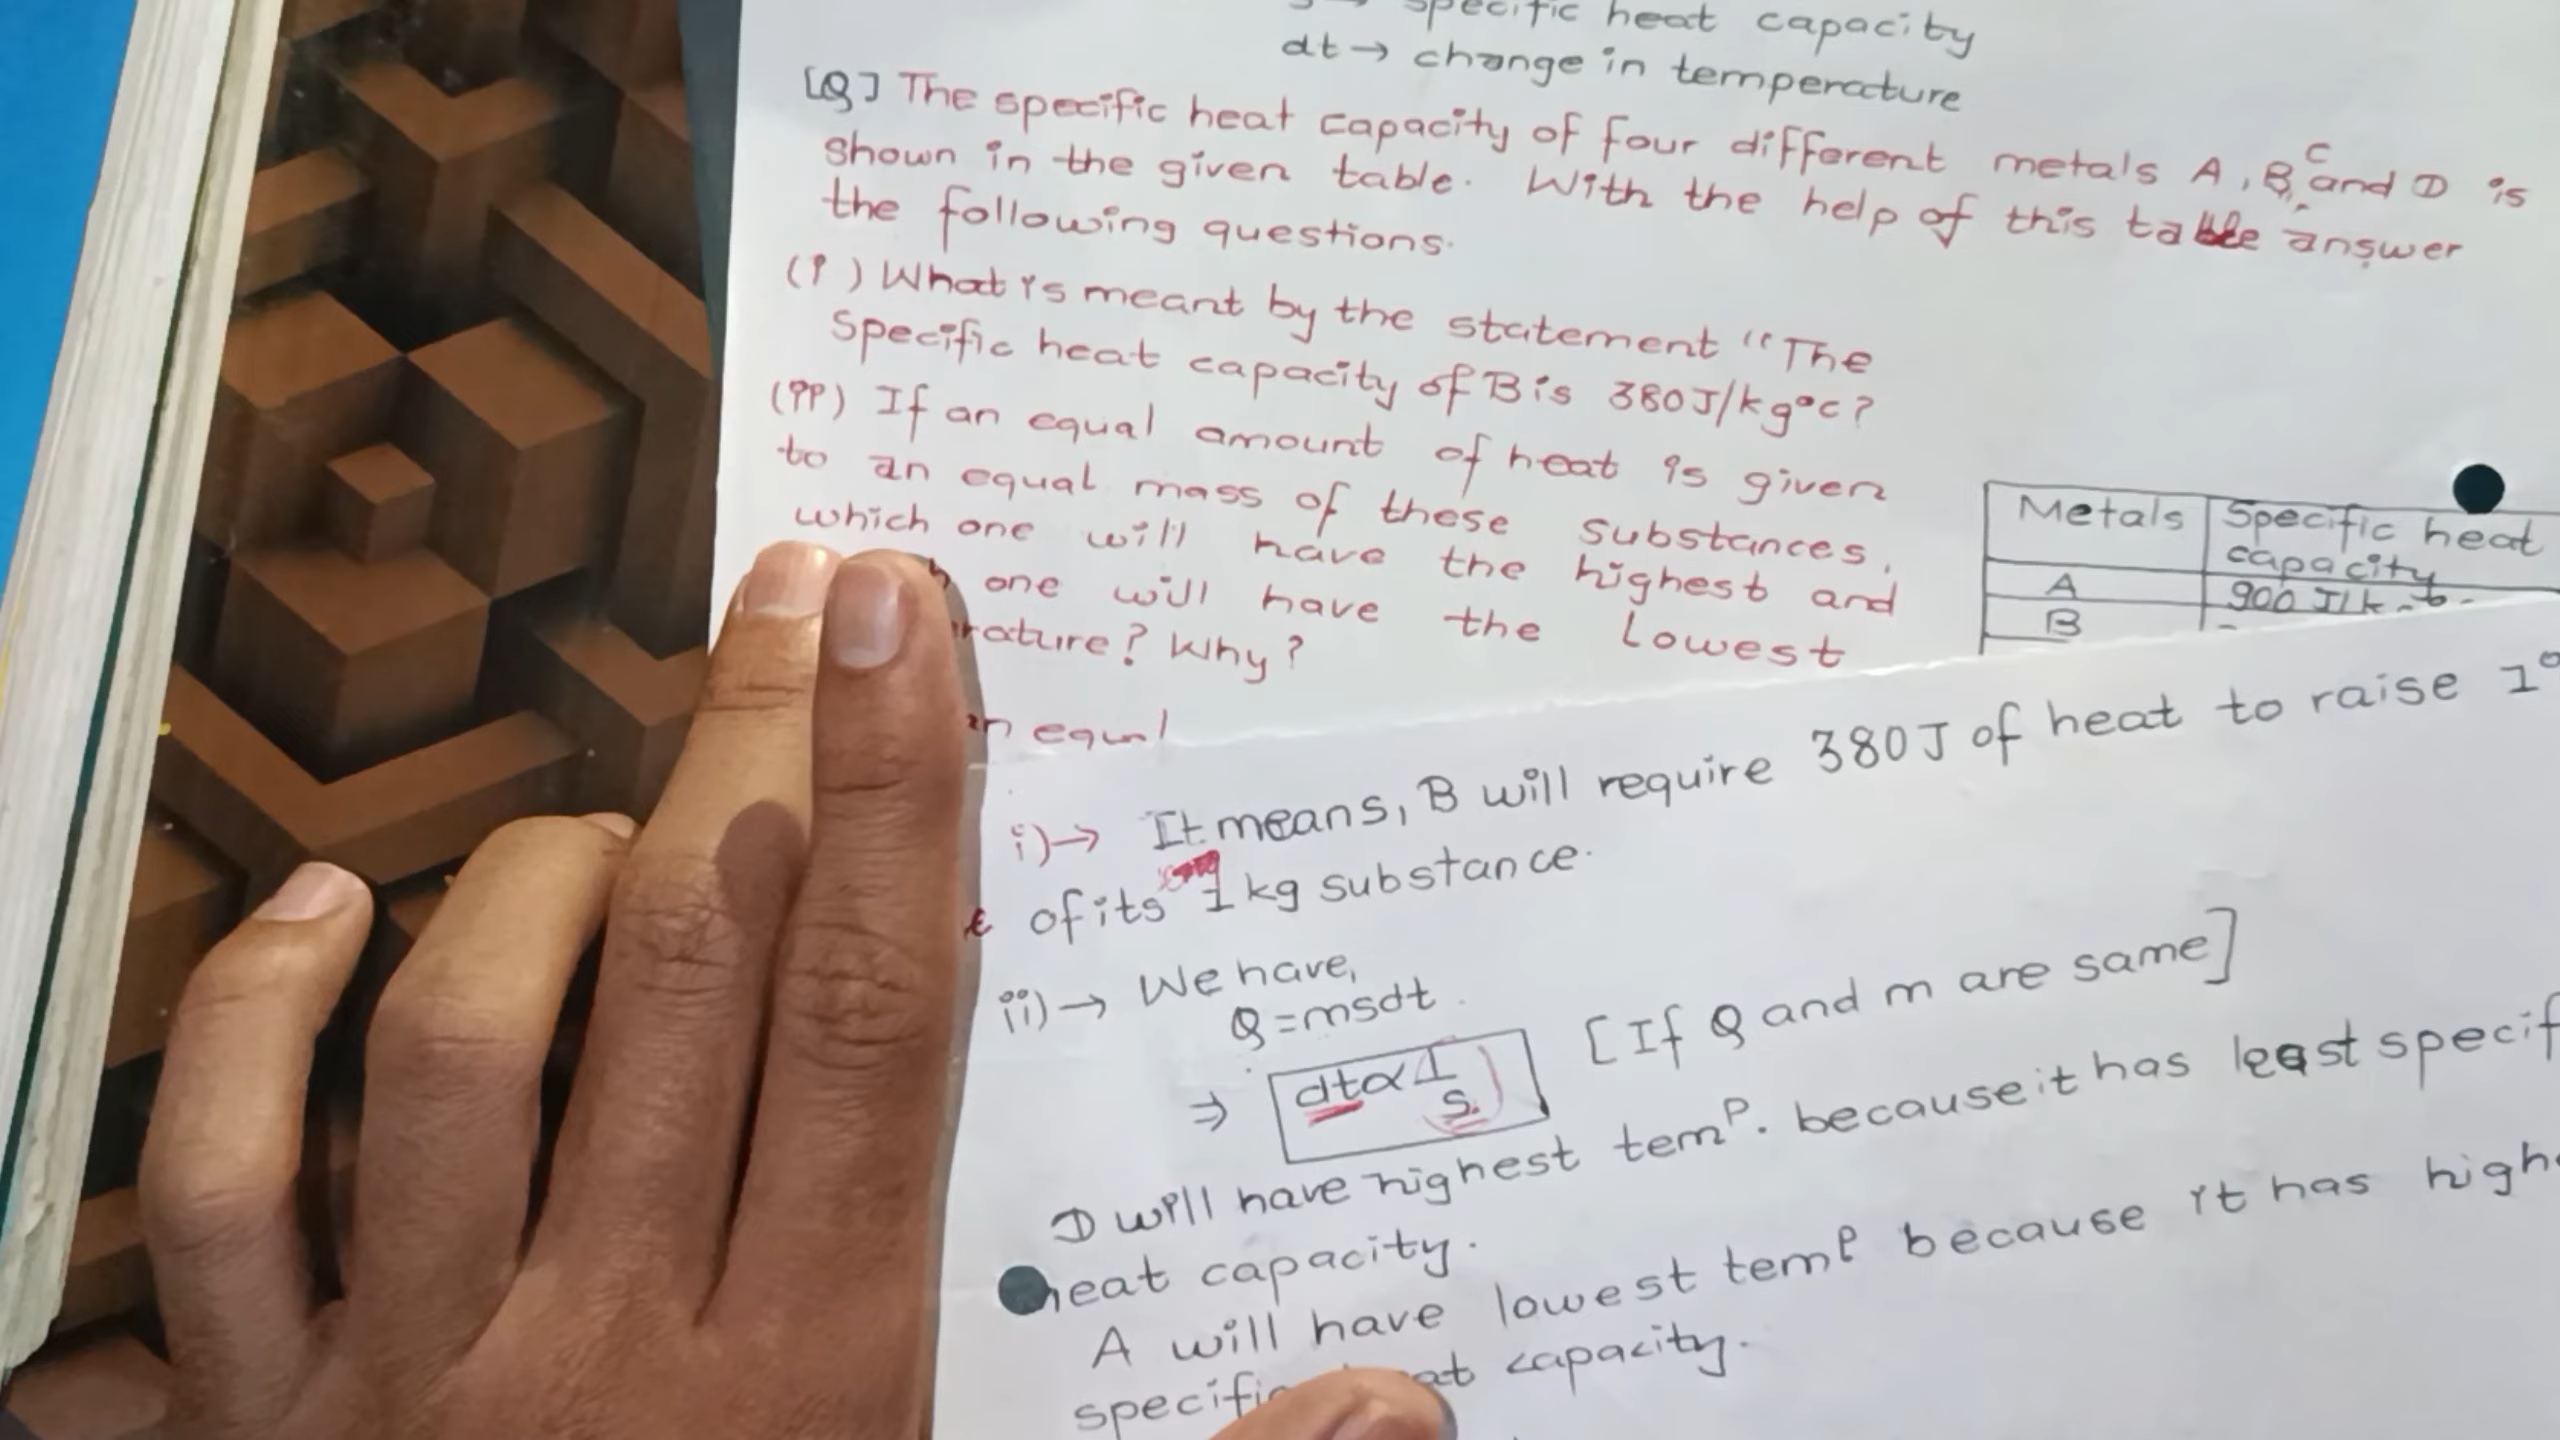 specific heat capacity
dt → change in temperature
[Q] The specific heat capacity of four different metals A, B, C and D is
shown in the given table. With the help of this table answer
the following questions.
(i) What is meant by the statement "The
specific heat capacity of B is 380J/kg°C?
(ii) If an equal amount of heat is given
to an equal mass of these substances,
which one will have the highest and
one will have the lowest
? Why?
Metals Specific heat
capacity
A 900
B
i) → It means, B will require 380J of heat to raise 1°
of its 1 kg substance.
ii) → We have,
Q = msdt
⇒ dt ∝ 1/s [If Q and m are same]
D will have highest temp. because it has least
heat capacity.
A will have lowest temp because it has
capacity.